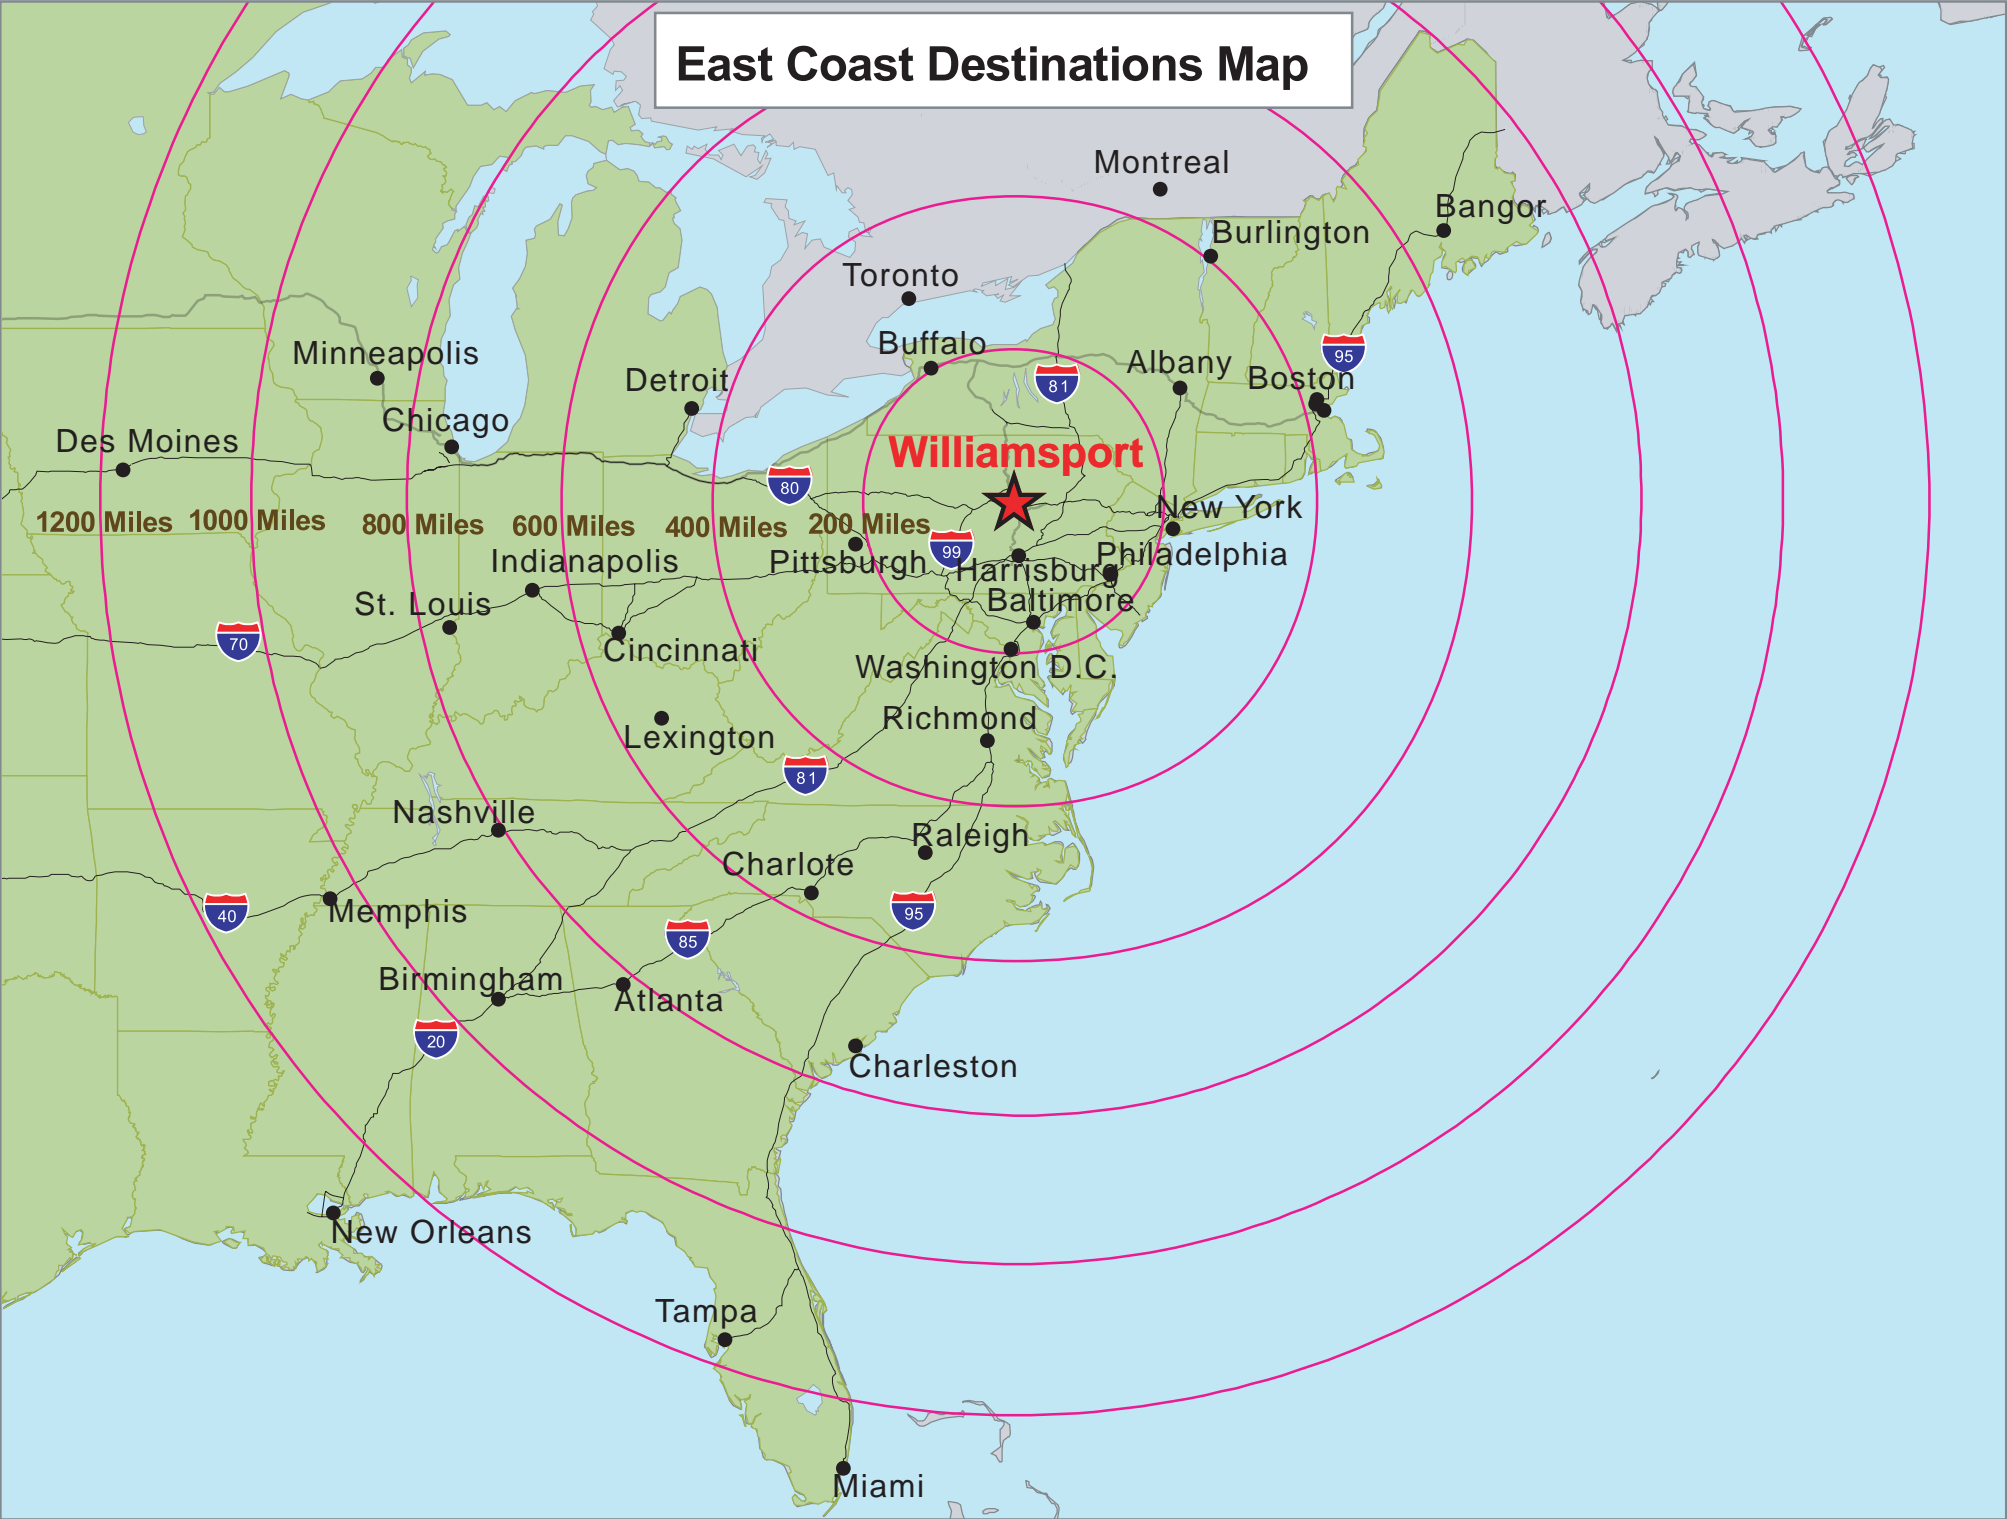 East Coast Destinations Map
Montreal
Bangor
Burlington
Toronto
Buffalo
Minneapolis
95
Albany
Detroit
Boston
81
Chicago
Des Moines
Williamsport
80
New York
1200 Miles
1000 Miles
800 Miles
600 Miles
400 Miles
200 Miles
99
Indianapolis
Pittsburgh
Harrisburg
Philadelphia
St. Louis
Baltimore
70
Cincinnati
Washington D.C.
Richmond
Lexington
81
Nashville
Raleigh
Charlote
40
Memphis
95
85
Birmingham
Atlanta
20
Charleston
New Orleans
Tampa
Miami